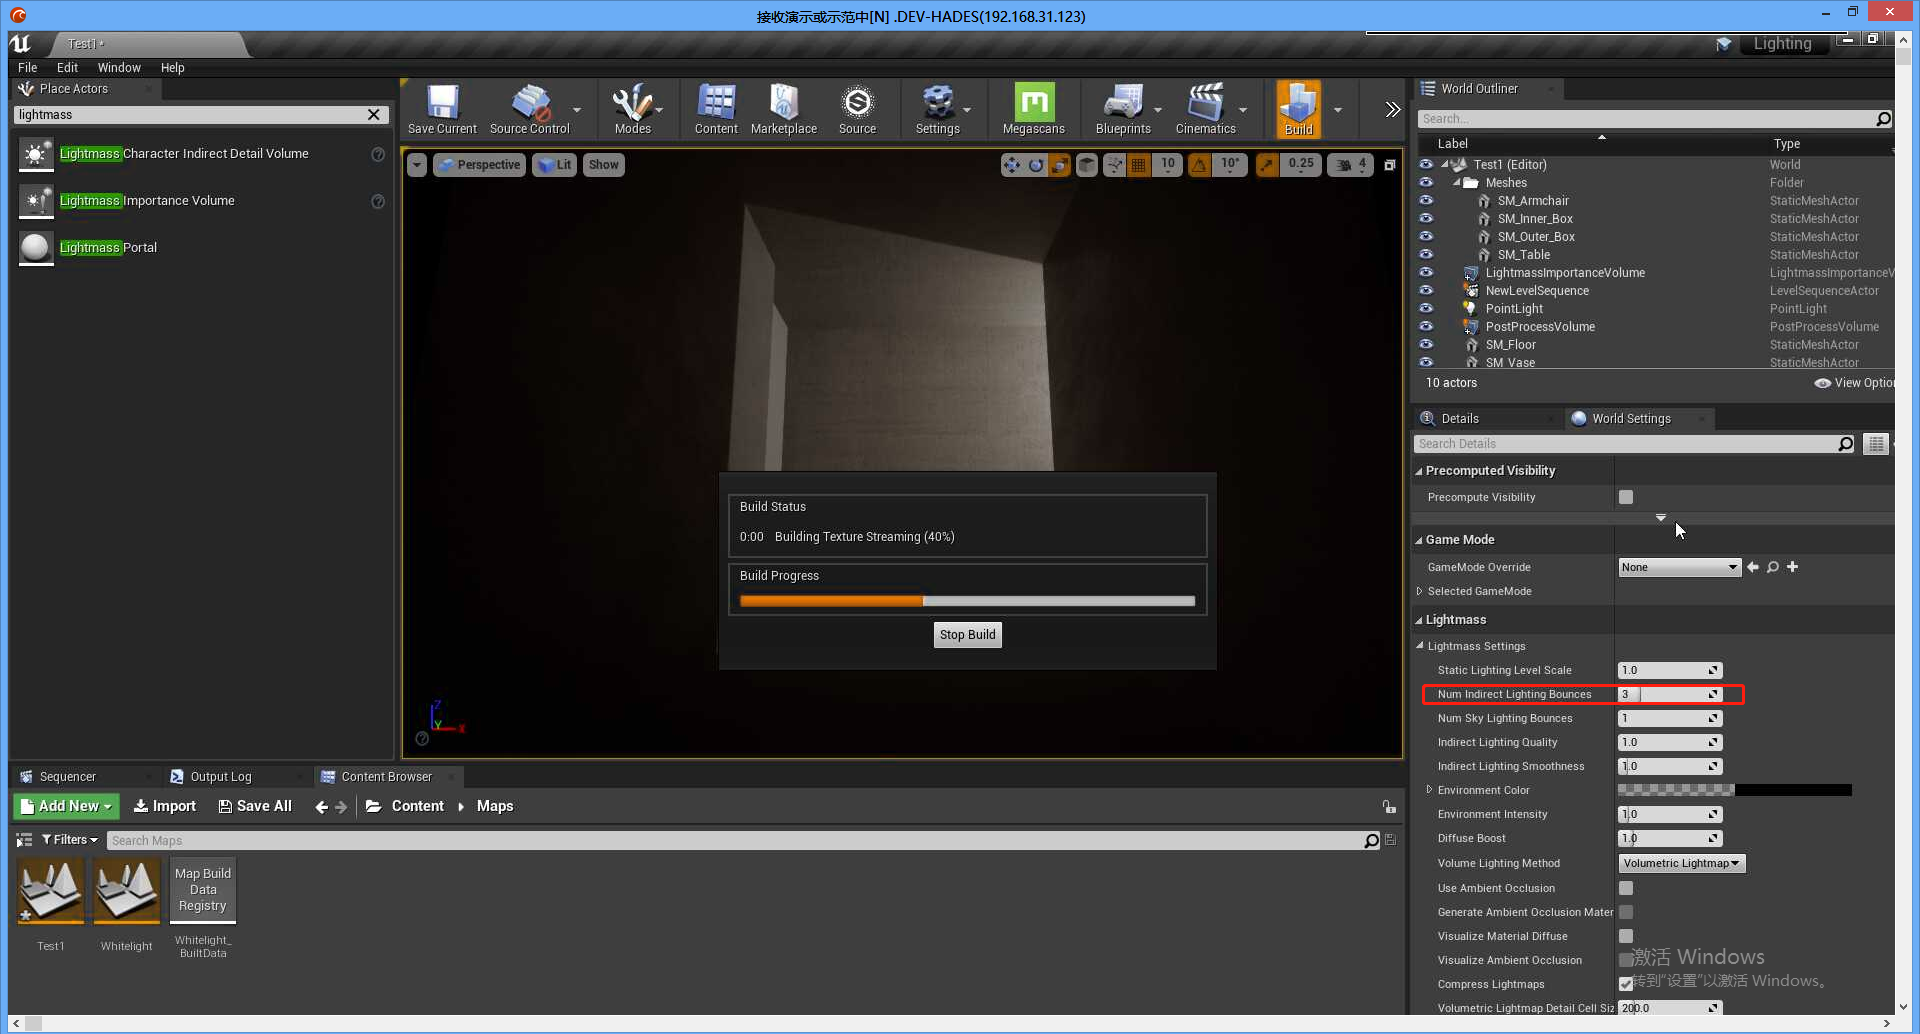 接收演示或示范中[N] .DEV-HADES(192.168.31.123)
Test1*
Lighting
File Edit Window Help
Place Actors
lightmass
Lightmass Character Indirect Detail Volume
Lightmass Importance Volume
Lightmass Portal
Save Current Source Control Modes Content Marketplace Source Settings Megascans Blueprints Cinematics Build
Perspective Lit Show 10 10° 0.25 4
Build Status
0:00 Building Texture Streaming (40%)
Build Progress
Stop Build
Z
Y
X
World Outliner
Search...
Label Type
Test1 (Editor) World
Meshes Folder
SM_Armchair StaticMeshActor
SM_Inner_Box StaticMeshActor
SM_Outer_Box StaticMeshActor
SM_Table StaticMeshActor
LightmassImportanceVolume LightmassImportanceV
NewLevelSequence LevelSequenceActor
PointLight PointLight
PostProcessVolume PostProcessVolume
SM_Floor StaticMeshActor
SM_Vase StaticMeshActor
10 actors View Optio
Details World Settings
Search Details
Precomputed Visibility
Precompute Visibility
Game Mode
GameMode Override None
Selected GameMode
Lightmass
Lightmass Settings
Static Lighting Level Scale 1.0
Num Indirect Lighting Bounces 3
Num Sky Lighting Bounces 1
Indirect Lighting Quality 1.0
Indirect Lighting Smoothness 1.0
Environment Color
Environment Intensity 1.0
Diffuse Boost 1.0
Volume Lighting Method Volumetric Lightmap
Use Ambient Occlusion
Generate Ambient Occlusion Mater
Visualize Material Diffuse
Visualize Ambient Occlusion
Compress Lightmaps
Volumetric Lightmap Detail Cell Siz 200.0
激活 Windows
转到"设置"以激活 Windows。
Sequencer Output Log Content Browser
Add New Import Save All Content Maps
Filters Search Maps
Map Build
Data
Registry
Test1 Whitelight Whitelight_
BuiltData